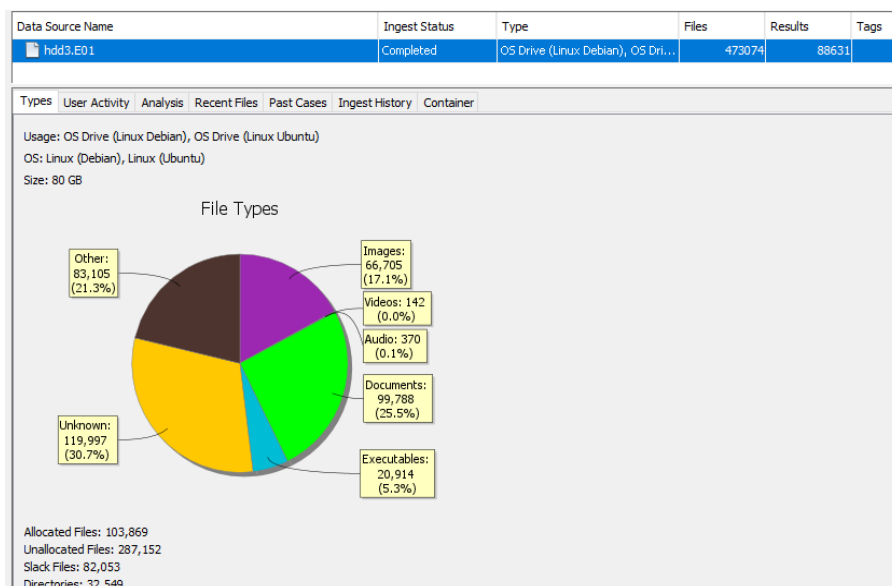 Data Source Name Ingest Status Type Files Results Tags
hdd3.E01 Completed OS Drive (Linux Debian), OS Dri... 473074 88631
Types User Activity Analysis Recent Files Past Cases Ingest History Container
Usage: OS Drive (Linux Debian), OS Drive (Linux Ubuntu)
OS: Linux (Debian), Linux (Ubuntu)
Size: 80 GB
File Types
Other:
83,105
(21.3%)
Images:
66,705
(17.1%)
Videos: 142
(0.0%)
Audio: 370
(0.1%)
Documents:
99,788
(25.5%)
Unknown:
119,997
(30.7%)
Executables:
20,914
(5.3%)
Allocated Files: 103,869
Unallocated Files: 287,152
Slack Files: 82,053
Directories: 32,549